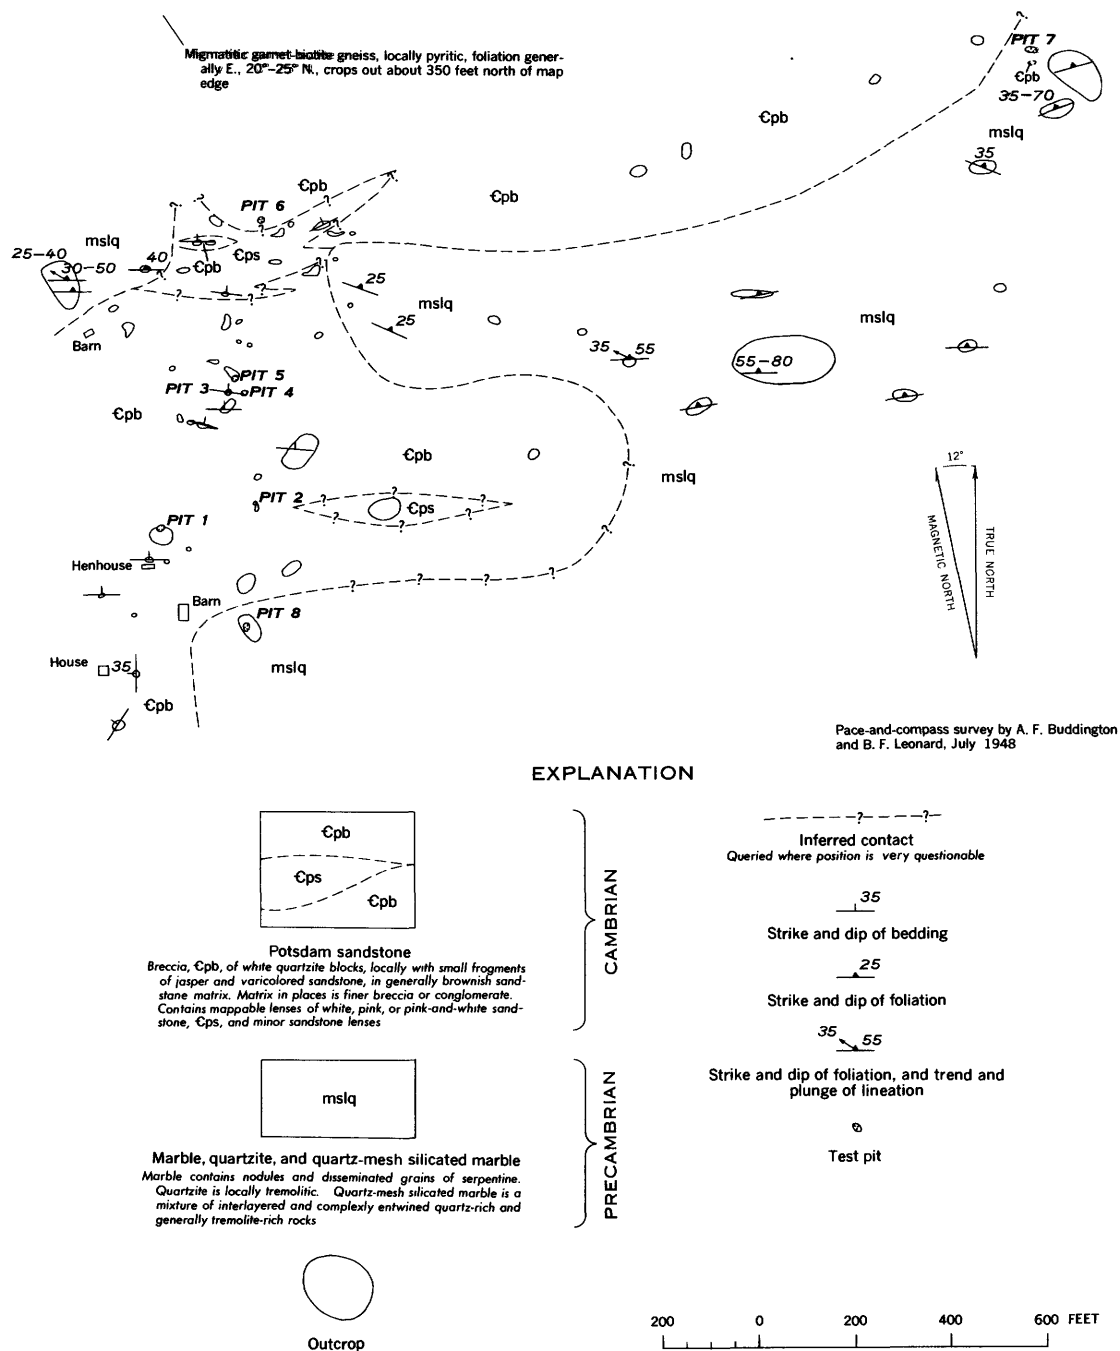 Migmatitic garnet-biotite gneiss, locally pyritic, foliation gener-
ally E., 20°–25° N., crops out about 350 feet north of map
edge
?
PIT 7
?
Ꞓpb
35–70
Ꞓpb
mslq
35
Ꞓpb
Ꞓpb
PIT 6
mslq
25–40
30–50
40
Ꞓps
Ꞓpb
25
mslq
25
mslq
Barn
35
55
55–80
PIT 5
PIT 3
PIT 4
Ꞓpb
Ꞓpb
mslq
12°
PIT 2
Ꞓps
PIT 1
MAGNETIC NORTH
TRUE NORTH
Henhouse
Barn
PIT 8
House
35
mslq
Ꞓpb
Pace-and-compass survey by A. F. Buddington
and B. F. Leonard, July 1948
EXPLANATION
Ꞓpb
Ꞓps
Ꞓpb
Potsdam sandstone
Breccia, Ꞓpb, of white quartzite blocks, locally with small frogments
of jasper and varicolored sandstone, in generally brownish sand-
stane matrix. Matrix in places is finer breccia or conglomerate.
Contains mappable lenses of white, pink, or pink-and-white sand-
stone, Ꞓps, and minor sandstone lenses
CAMBRIAN
mslq
Marble, quartzite, and quartz-mesh silicated marble
Marble contains nodules and disseminated grains of serpentine.
Quartzite is locally tremolitic. Quartz-mesh silicated marble is a
mixture of interlayered and complexly entwined quartz-rich and
generally tremolite-rich rocks
PRECAMBRIAN
Outcrop
? ?
Inferred contact
Queried where position is very questionable
35
Strike and dip of bedding
25
Strike and dip of foliation
35
55
Strike and dip of foliation, and trend and
plunge of lineation
Test pit
200 0 200 400 600 FEET